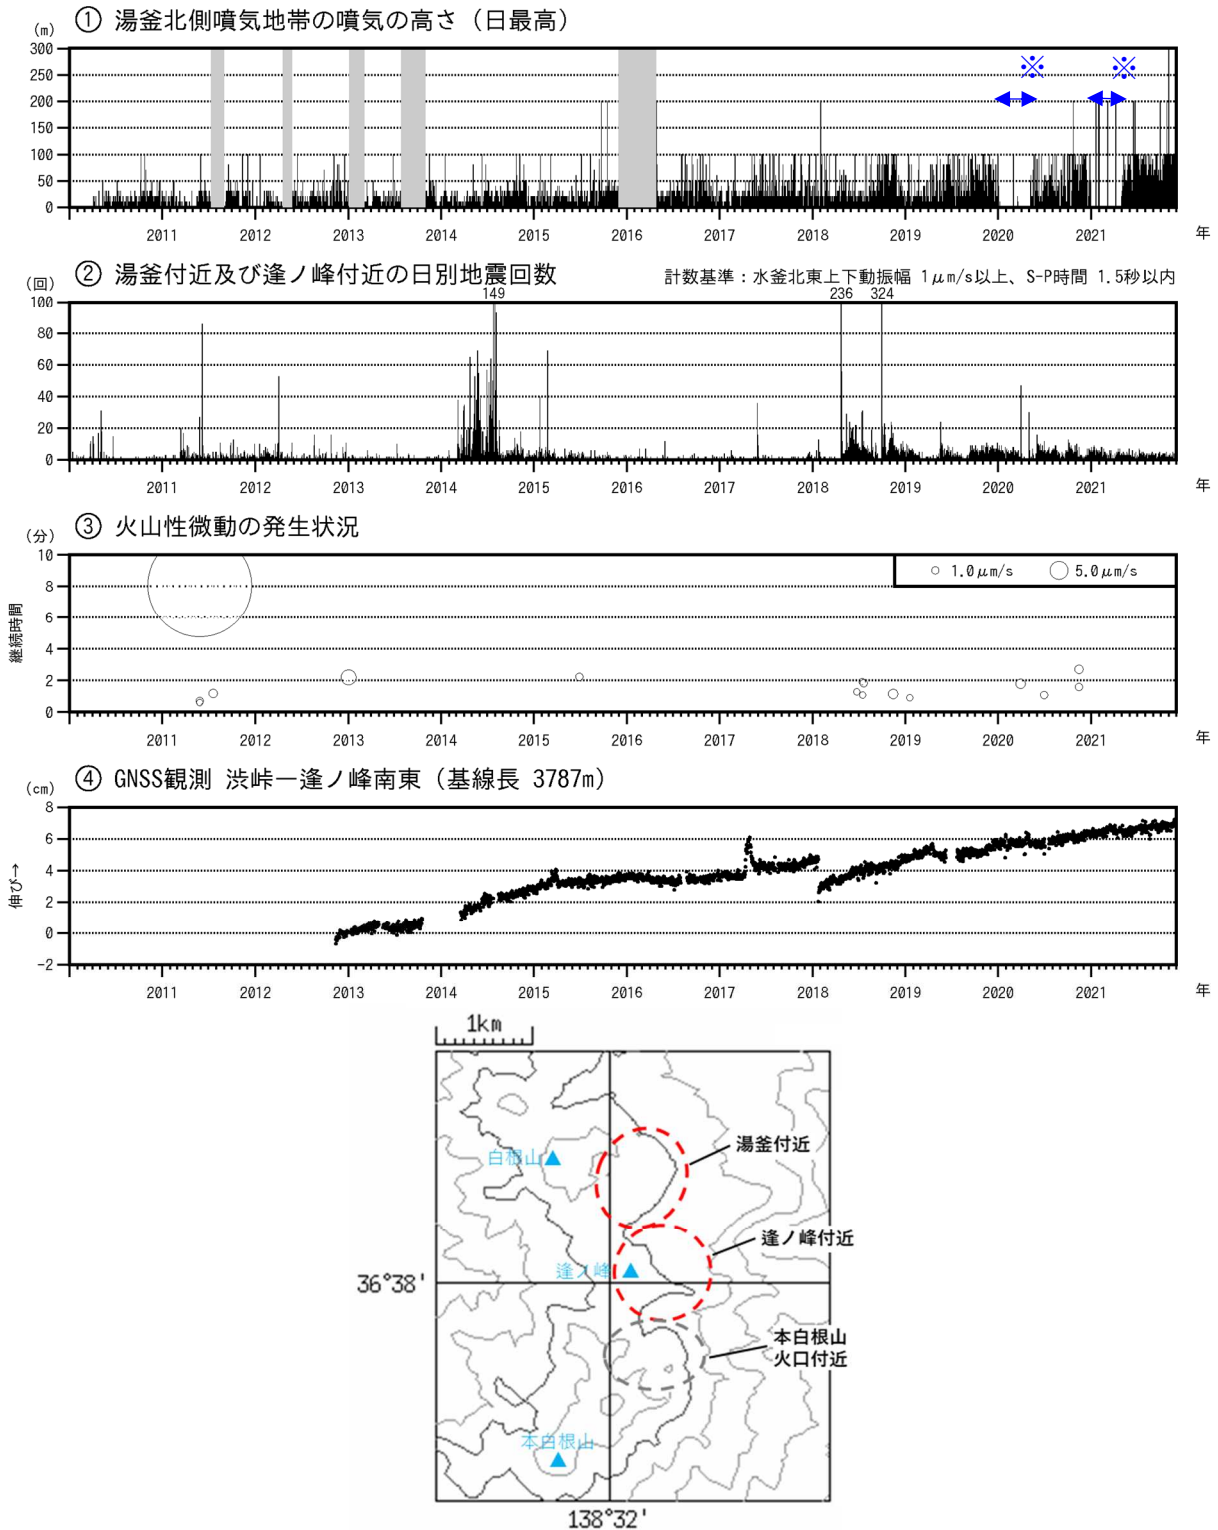 ① 湯釜北側噴気地帯の噴気の高さ（日最高）
(m)
300
250
200
150
100
50
0
※ ※
2011 2012 2013 2014 2015 2016 2017 2018 2019 2020 2021 年
② 湯釜付近及び逢ノ峰付近の日別地震回数
計数基準：水釜北東上下動振幅 1μm/s以上、S-P時間 1.5秒以内
(回)
149 236 324
100
80
60
40
20
0
2011 2012 2013 2014 2015 2016 2017 2018 2019 2020 2021 年
③ 火山性微動の発生状況
(分)
継続時間
10
8
6
4
2
0
1.0μm/s 5.0μm/s
2011 2012 2013 2014 2015 2016 2017 2018 2019 2020 2021 年
④ GNSS観測 渋峠－逢ノ峰南東（基線長 3787m）
(cm)
伸び→
8
6
4
2
0
-2
2011 2012 2013 2014 2015 2016 2017 2018 2019 2020 2021 年
1km
湯釜付近
白根山
逢ノ峰付近
逢ノ峰
36°38'
本白根山
火口付近
本白根山
138°32'